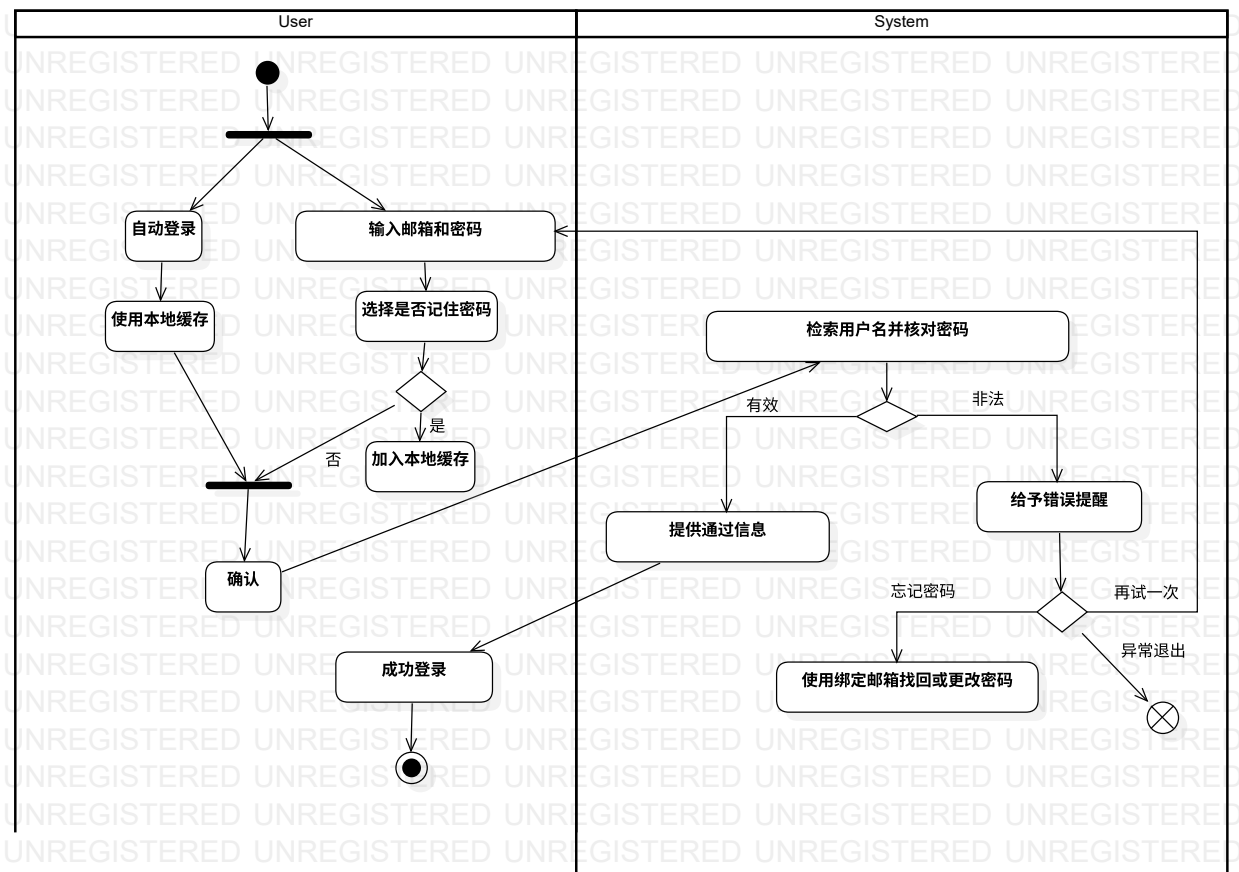 User
System
自动登录
输入邮箱和密码
使用本地缓存
选择是否记住密码
检索用户名并核对密码
有效
非法
是
否
加入本地缓存
给予错误提醒
提供通过信息
确认
忘记密码
再试一次
异常退出
成功登录
使用绑定邮箱找回或更改密码
UNREGISTERED UNREGISTERED UNREGISTERED UNREGISTERED UNREGISTERED